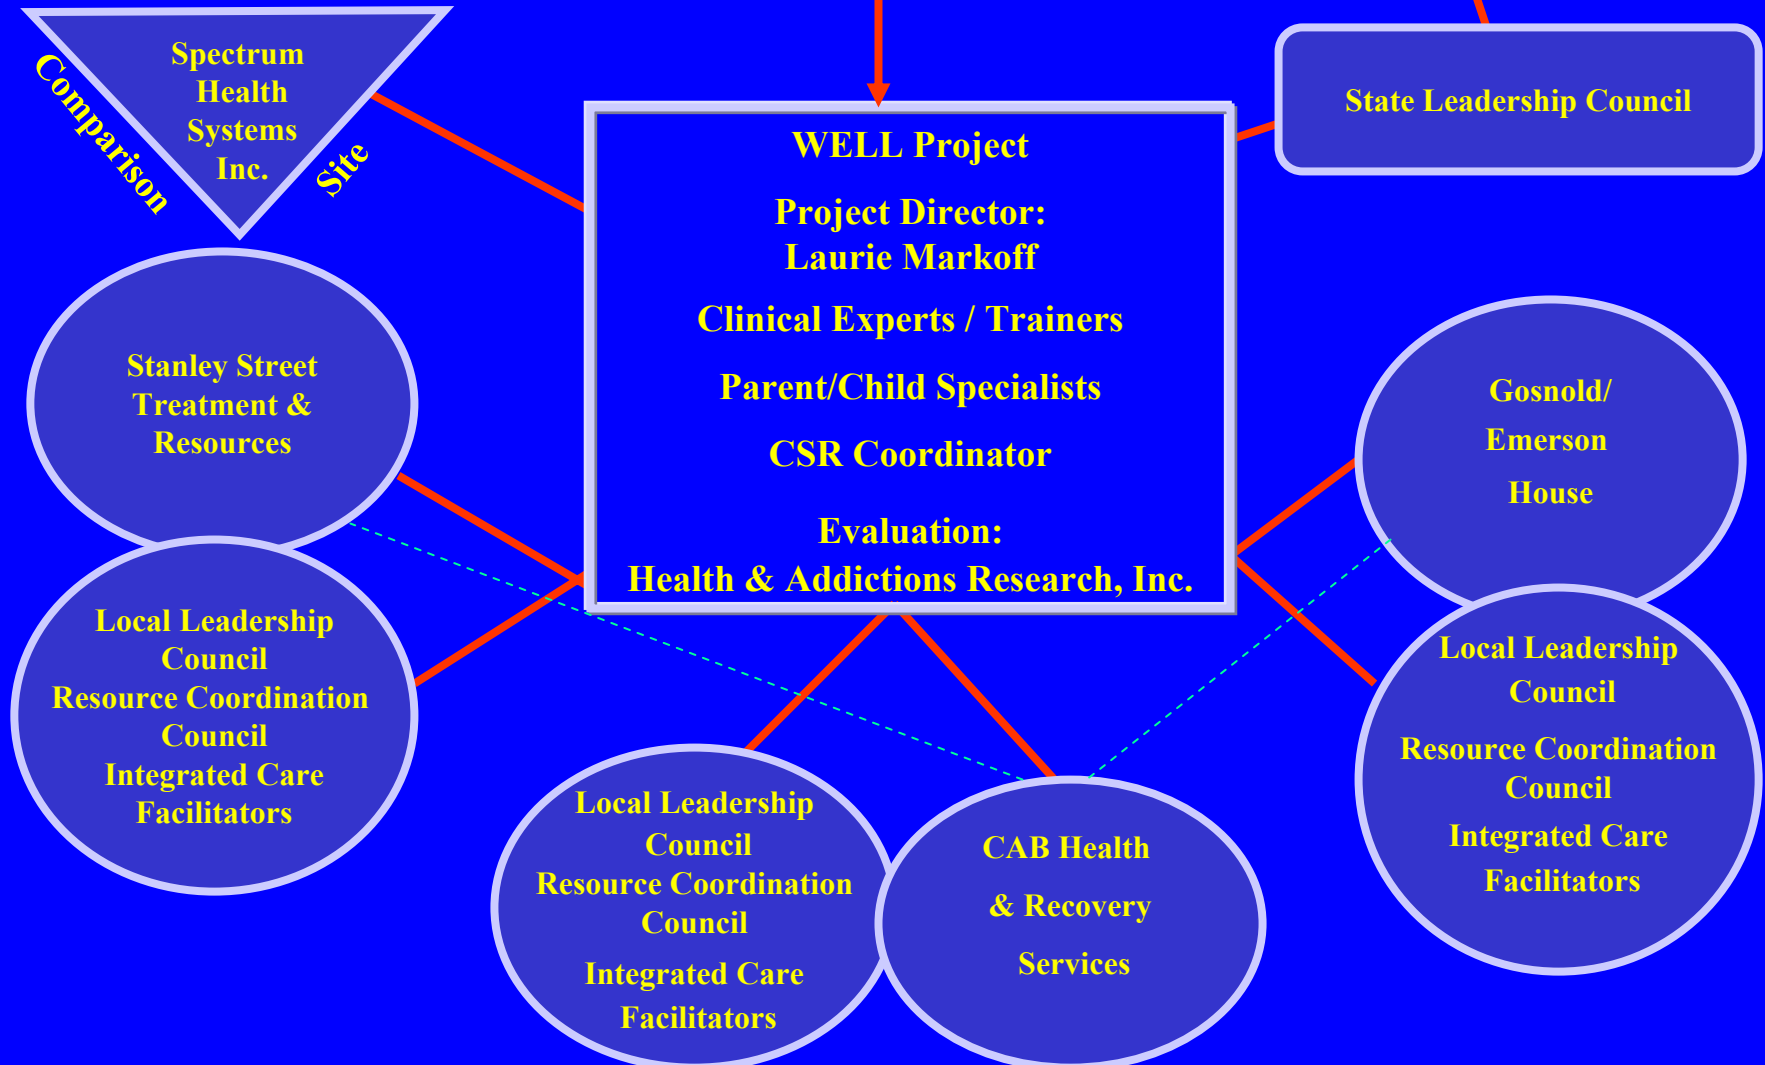 Spectrum
Health
Systems
Inc.
Comparison
Site
State Leadership Council
WELL Project
Project Director:
Laurie Markoff
Clinical Experts / Trainers
Parent/Child Specialists
CSR Coordinator
Evaluation:
Health & Addictions Research, Inc.
Stanley Street
Treatment &
Resources
Gosnold/
Emerson
House
Local Leadership
Council
Resource Coordination
Council
Integrated Care
Facilitators
Local Leadership
Council
Resource Coordination
Council
Integrated Care
Facilitators
CAB Health
& Recovery
Services
Local Leadership
Council
Resource Coordination
Council
Integrated Care
Facilitators